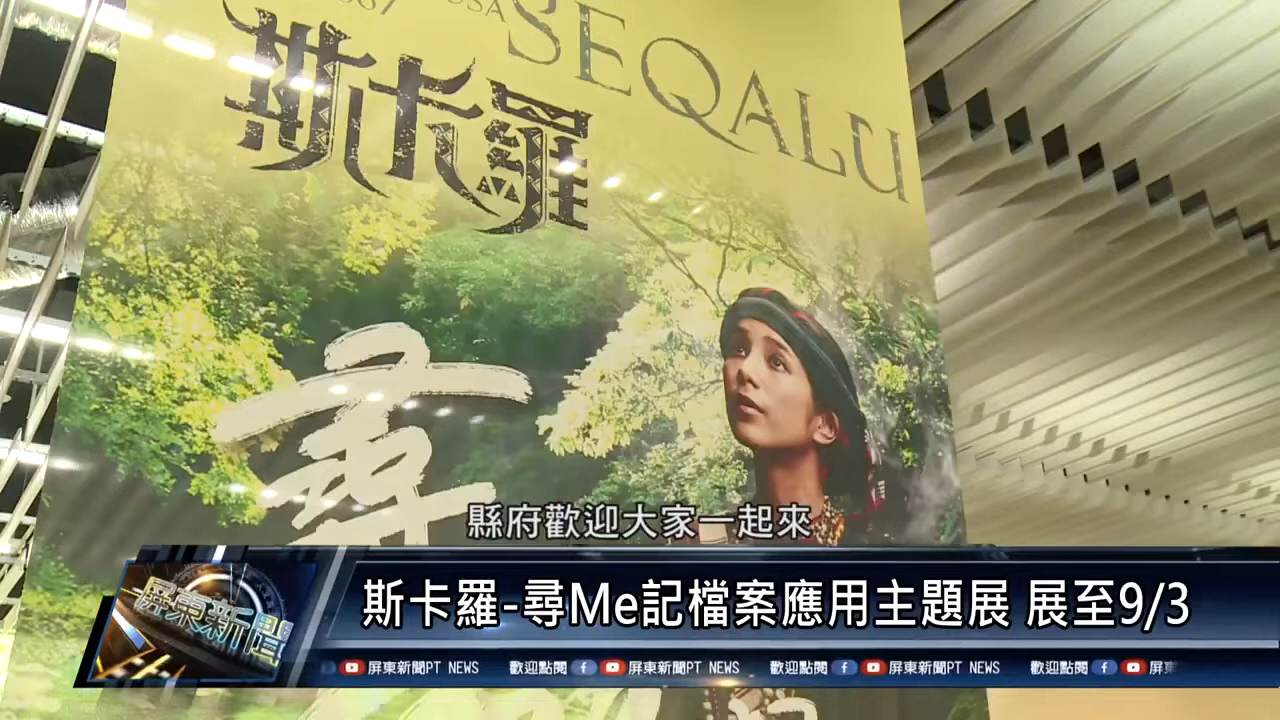 SEQALU
斯卡羅
尋
縣府歡迎大家一起來
屏東新聞
斯卡羅-尋Me記檔案應用主題展 展至9/3
屏東新聞PT NEWS 歡迎點閱 屏東新聞PT NEWS 歡迎點閱 屏東新聞PT NEWS 歡迎點閱